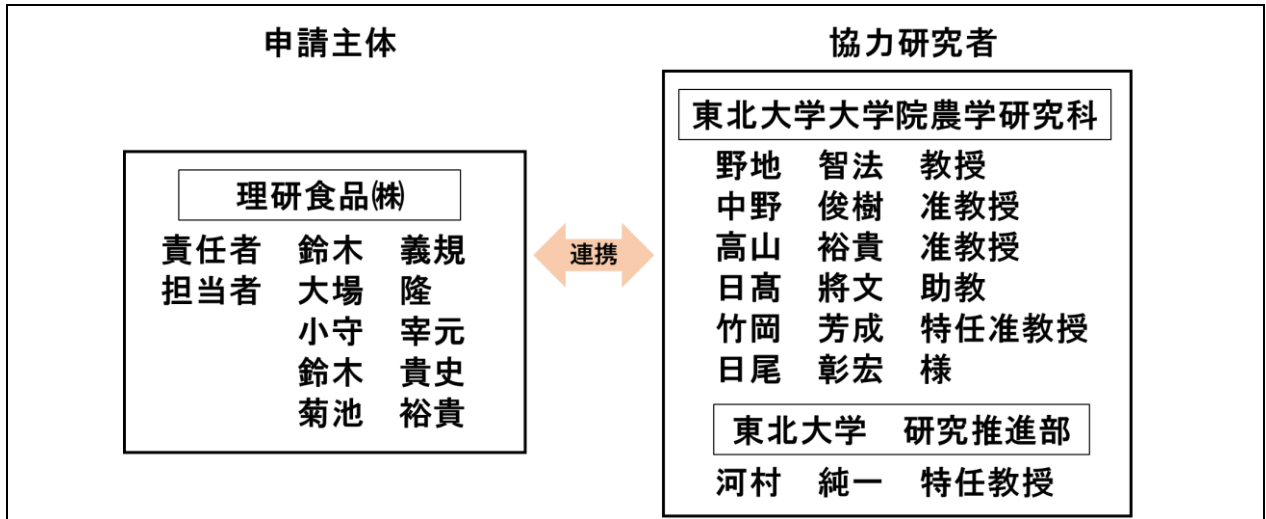 申請主体
理研食品㈱
責任者 鈴木 義規
担当者 大場 隆
小守 宰元
鈴木 貴史
菊池 裕貴
連携
協力研究者
東北大学大学院農学研究科
野地 智法 教授
中野 俊樹 准教授
高山 裕貴 准教授
日髙 將文 助教
竹岡 芳成 特任准教授
日尾 彰宏 様
東北大学 研究推進部
河村 純一 特任教授